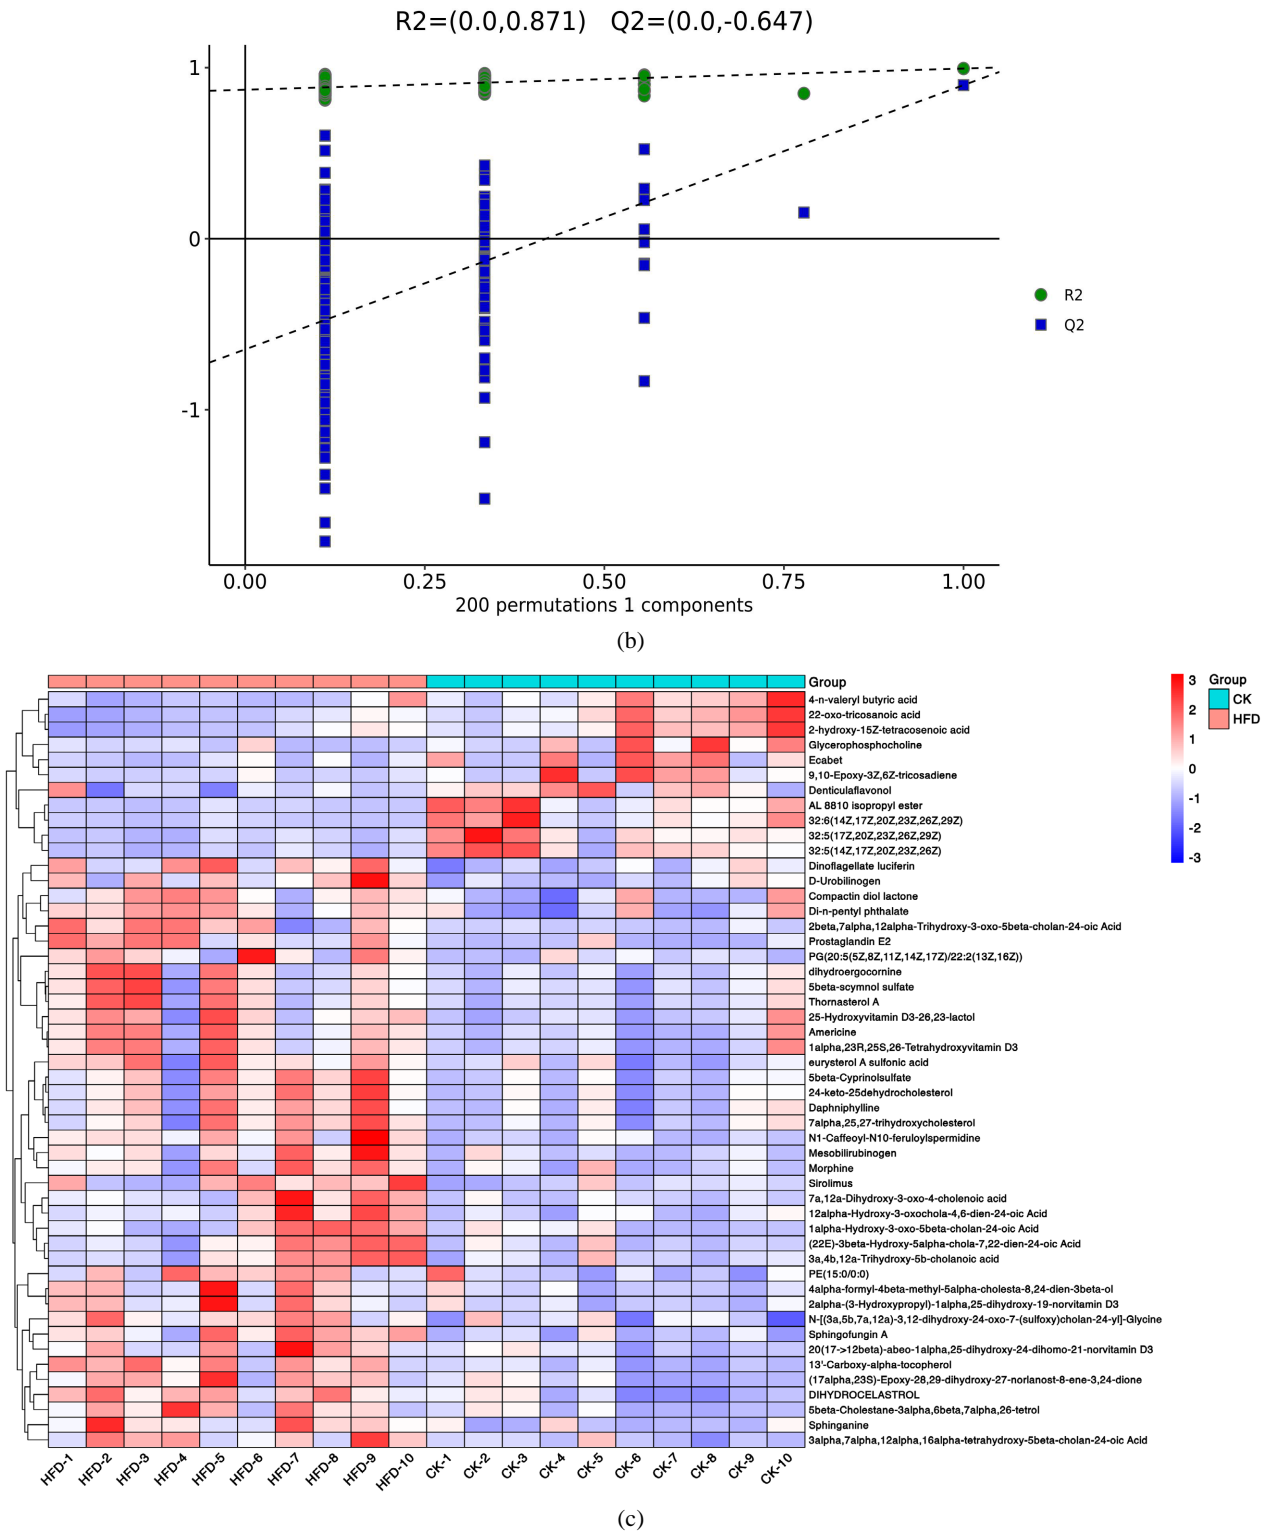 R2=(0.0,0.871) Q2=(0.0,-0.647)
1
0
-1
R2
Q2
0.00 0.25 0.50 0.75 1.00
200 permutations 1 components
(b)
Group
4-n-valeryl butyric acid
22-oxo-tricosanoic acid
2-hydroxy-15Z-tetracosenoic acid
Glycerophosphocholine
Ecabet
9,10-Epoxy-3Z,6Z-tricosadiene
Denticulaflavonol
AL 8810 isopropyl ester
32:6(14Z,17Z,20Z,23Z,26Z,29Z)
32:5(17Z,20Z,23Z,26Z,29Z)
32:5(14Z,17Z,20Z,23Z,26Z)
Dinoflagellate luciferin
D-Urobilinogen
Compactin diol lactone
Di-n-pentyl phthalate
2beta,7alpha,12alpha-Trihydroxy-3-oxo-5beta-cholan-24-oic Acid
Prostaglandin E2
PG(20:5(5Z,8Z,11Z,14Z,17Z)/22:2(13Z,16Z))
dihydroergocornine
5beta-scymnol sulfate
Thornasterol A
25-Hydroxyvitamin D3-26,23-lactol
Americine
1alpha,23R,25S,26-Tetrahydroxyvitamin D3
eurysterol A sulfonic acid
5beta-Cyprinolsulfate
24-keto-25dehydrocholesterol
Daphniphylline
7alpha,25,27-trihydroxycholesterol
N1-Caffeoyl-N10-feruloylspermidine
Mesobilirubinogen
Morphine
Sirolimus
7a,12a-Dihydroxy-3-oxo-4-cholenoic acid
12alpha-Hydroxy-3-oxochola-4,6-dien-24-oic Acid
1alpha-Hydroxy-3-oxo-5beta-cholan-24-oic Acid
(22E)-3beta-Hydroxy-5alpha-chola-7,22-dien-24-oic Acid
3a,4b,12a-Trihydroxy-5b-cholanoic acid
PE(15:0/0:0)
4alpha-formyl-4beta-methyl-5alpha-cholesta-8,24-dien-3beta-ol
2alpha-(3-Hydroxypropyl)-1alpha,25-dihydroxy-19-norvitamin D3
N-[(3a,5b,7a,12a)-3,12-dihydroxy-24-oxo-7-(sulfoxy)cholan-24-yl]-Glycine
Sphingofungin A
20(17->12beta)-abeo-1alpha,25-dihydroxy-24-dihomo-21-norvitamin D3
13'-Carboxy-alpha-tocopherol
(17alpha,23S)-Epoxy-28,29-dihydroxy-27-norlanost-8-ene-3,24-dione
DIHYDROCELASTROL
5beta-Cholestane-3alpha,6beta,7alpha,26-tetrol
Sphinganine
3alpha,7alpha,12alpha,16alpha-tetrahydroxy-5beta-cholan-24-oic Acid
3
2
1
0
-1
-2
-3
Group
CK
HFD
HFD-1 HFD-2 HFD-3 HFD-4 HFD-5 HFD-6 HFD-7 HFD-8 HFD-9 HFD-10 CK-1 CK-2 CK-3 CK-4 CK-5 CK-6 CK-7 CK-8 CK-9 CK-10
(c)